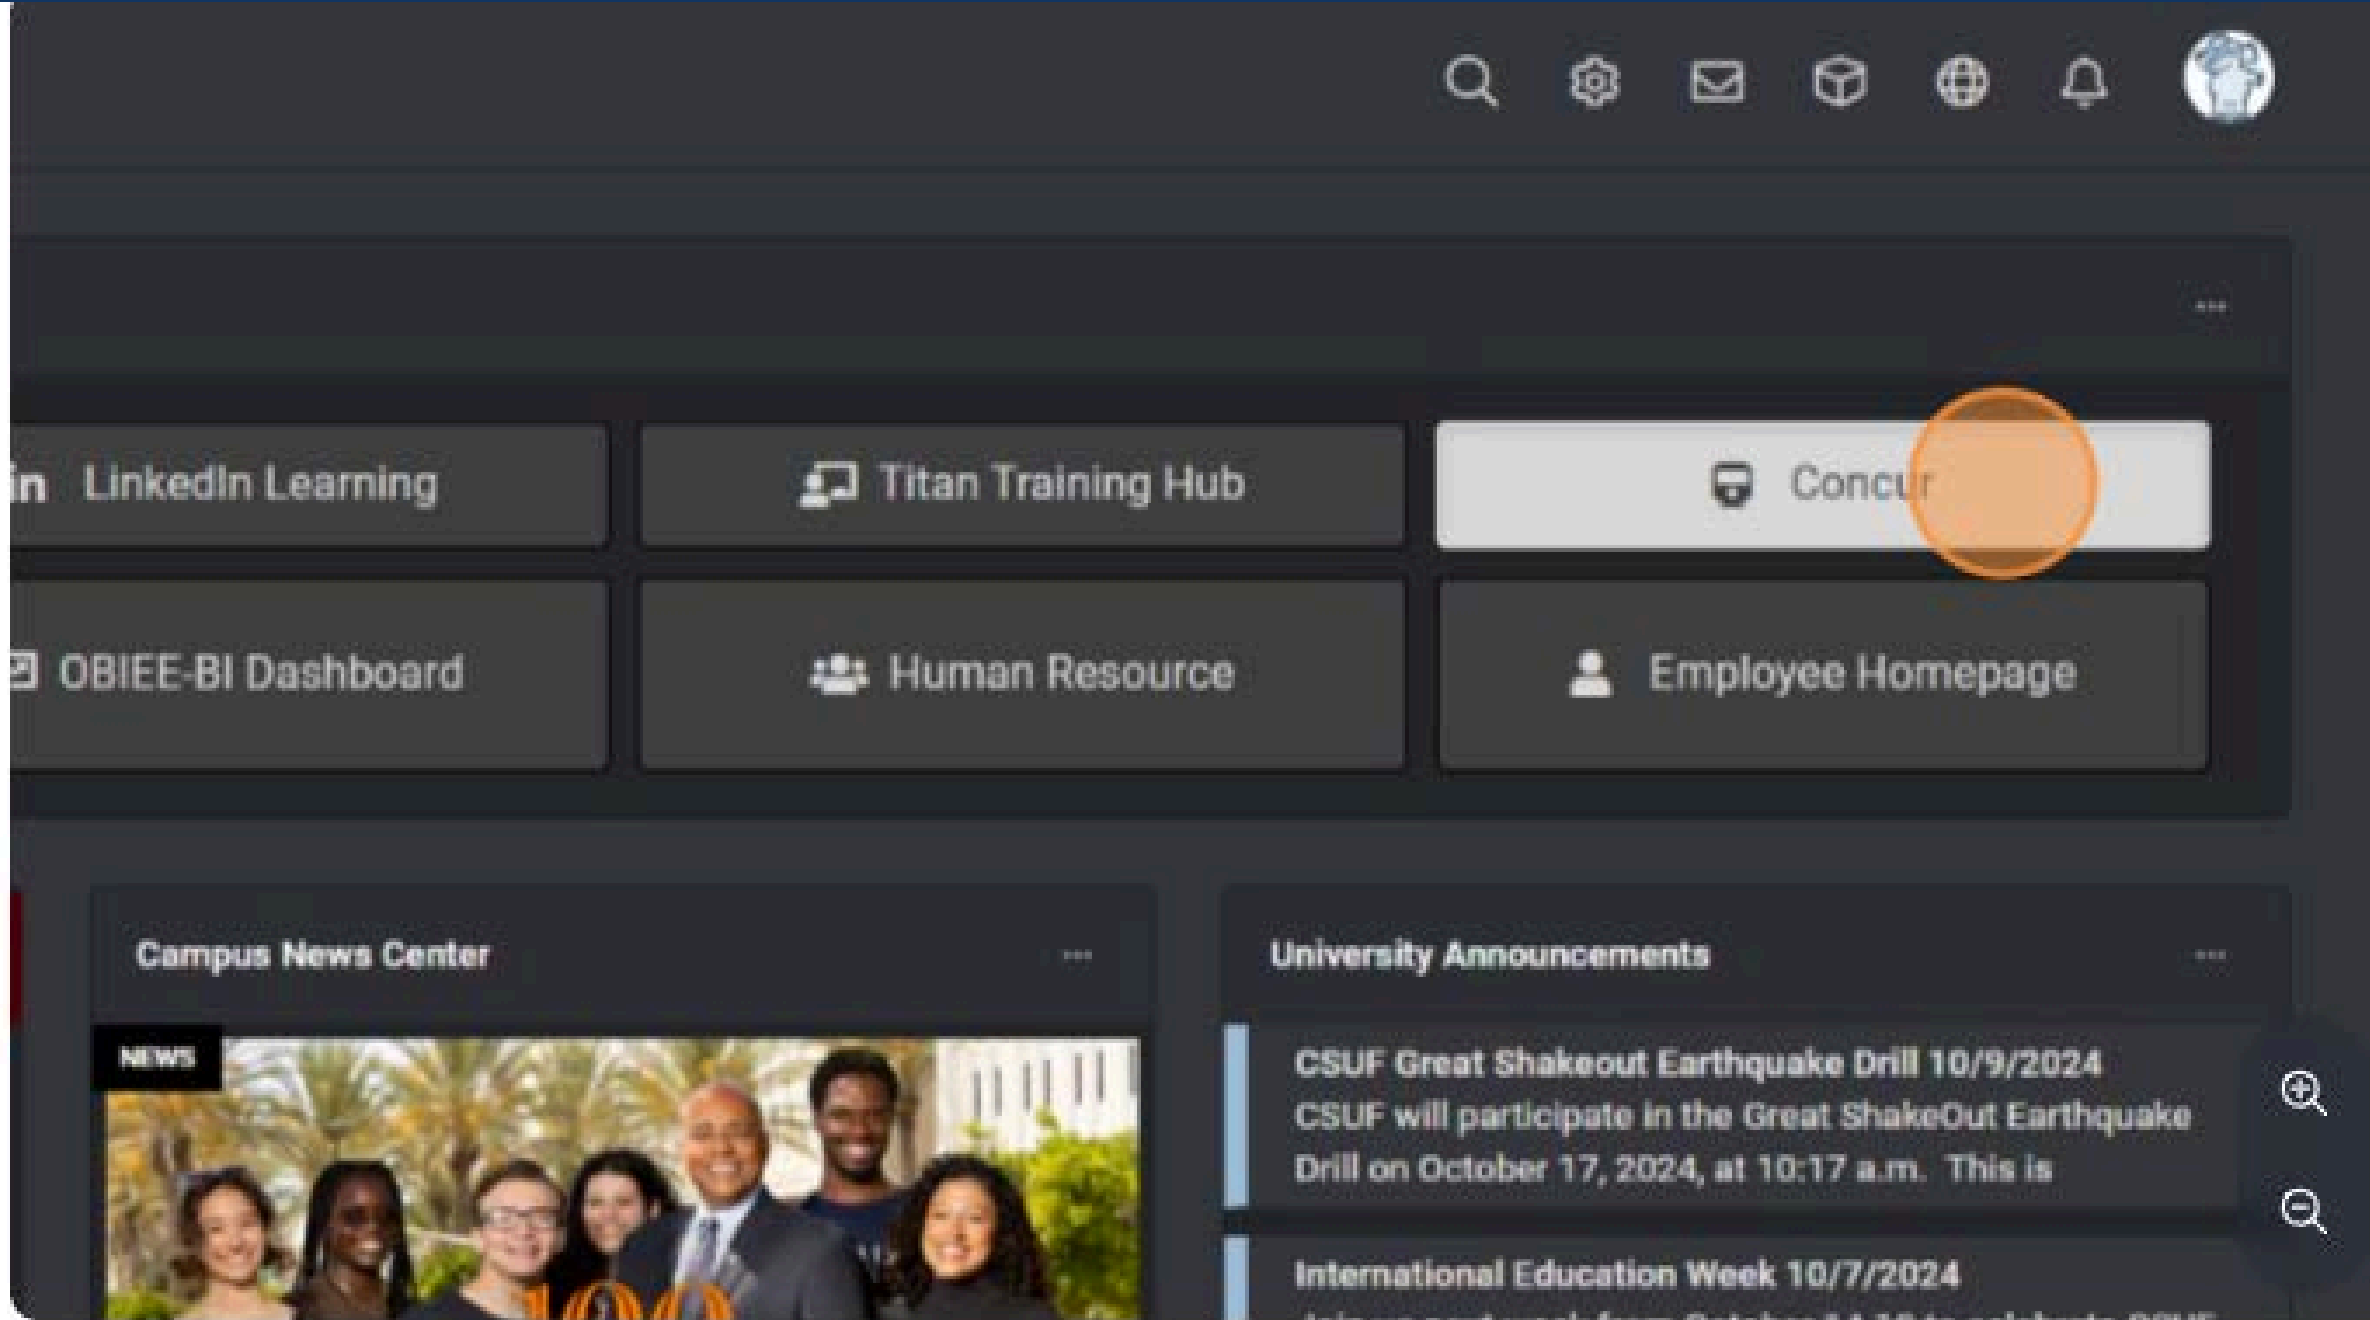 in LinkedIn Learning
Titan Training Hub
Concur
OBIEE-BI Dashboard
Human Resource
Employee Homepage
Campus News Center
University Announcements
NEWS
CSUF Great Shakeout Earthquake Drill 10/9/2024
CSUF will participate in the Great ShakeOut Earthquake
Drill on October 17, 2024, at 10:17 a.m. This is
International Education Week 10/7/2024
100